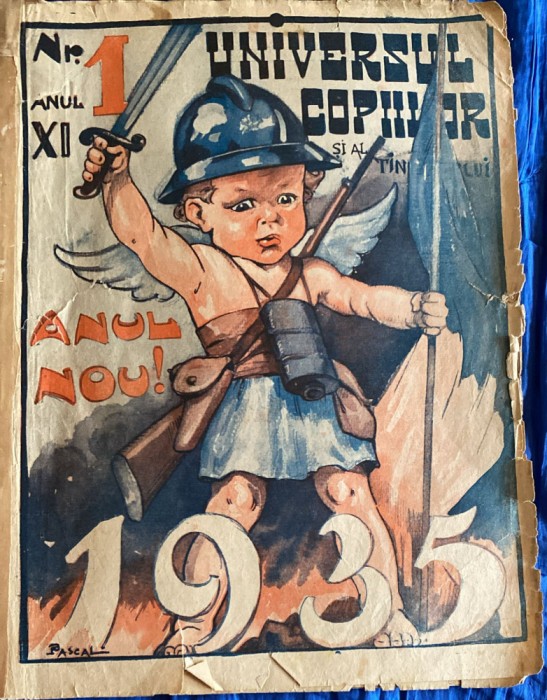 Nr. 1
ANUL
XI
UNIVERSUL
COPIILOR
ȘI AL
ANUL
NOU!
1935
PASCAL